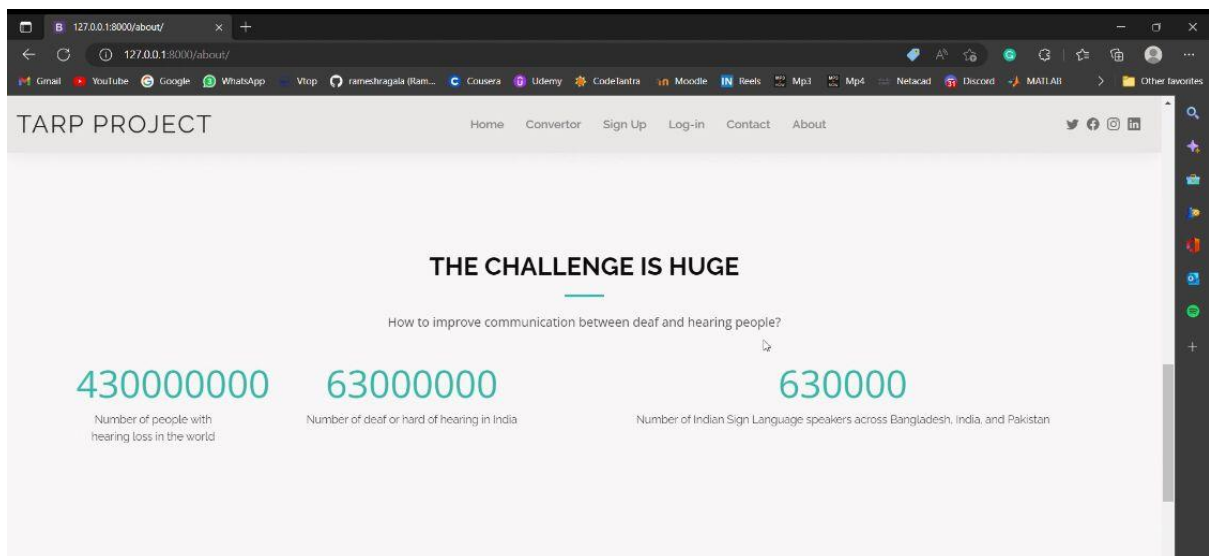 127.0.0.1:8000/about/
127.0.0.1:8000/about/
Gmail YouTube Google WhatsApp Vtop rameshragala (Ram... Cousera Udemy CodeTantra Moodle Reels Mp3 Mp4 Netacad Discord MATLAB Other favorites
TARP PROJECT Home Convertor Sign Up Log-in Contact About
THE CHALLENGE IS HUGE
How to improve communication between deaf and hearing people?
430000000 63000000 630000
Number of people with Number of deaf or hard of hearing in India Number of Indian Sign Language speakers across Bangladesh, India, and Pakistan
hearing loss in the world